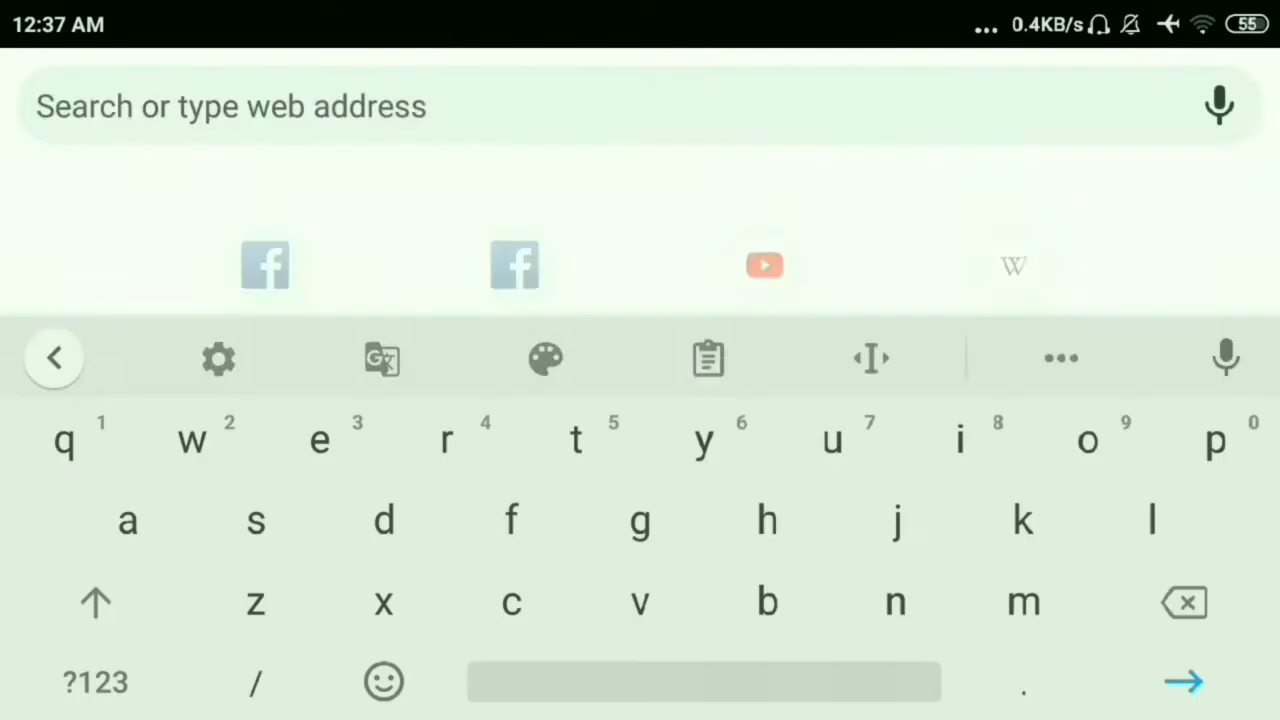 12:37 AM ... 0.4KB/s 55
Search or type web address
f f W
G
q 1 w 2 e 3 r 4 t 5 y 6 u 7 i 8 o 9 p 0
a s d f g h j k l
z x c v b n m
?123 / .